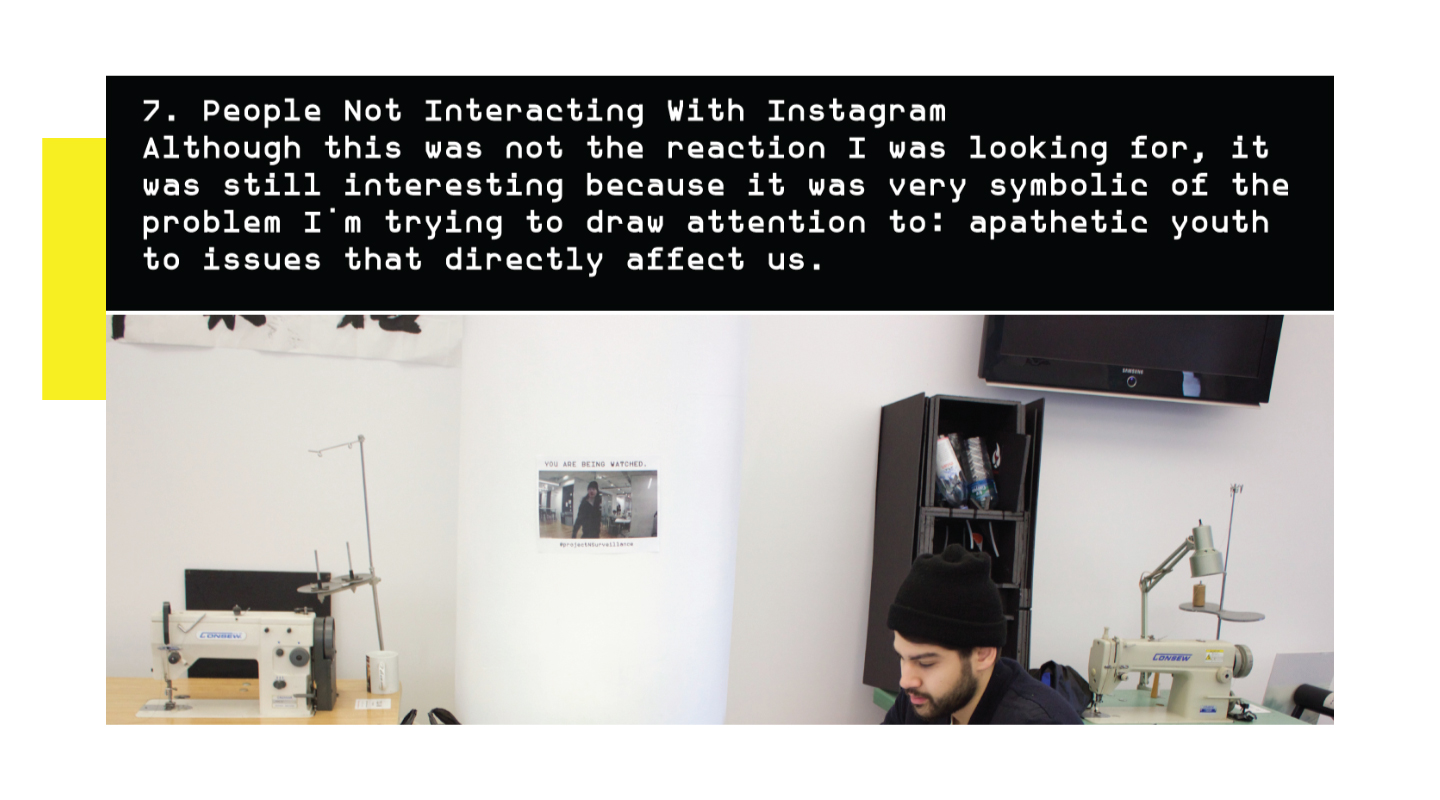 7. People Not Interacting With Instagram
Although this was not the reaction I was looking for, it
was still interesting because it was very symbolic of the
problem I'm trying to draw attention to: apathetic youth
to issues that directly affect us.
SAMSUNG
YOU ARE BEING WATCHED.
#projectNSurvaillance
CONSEW
CONSEW